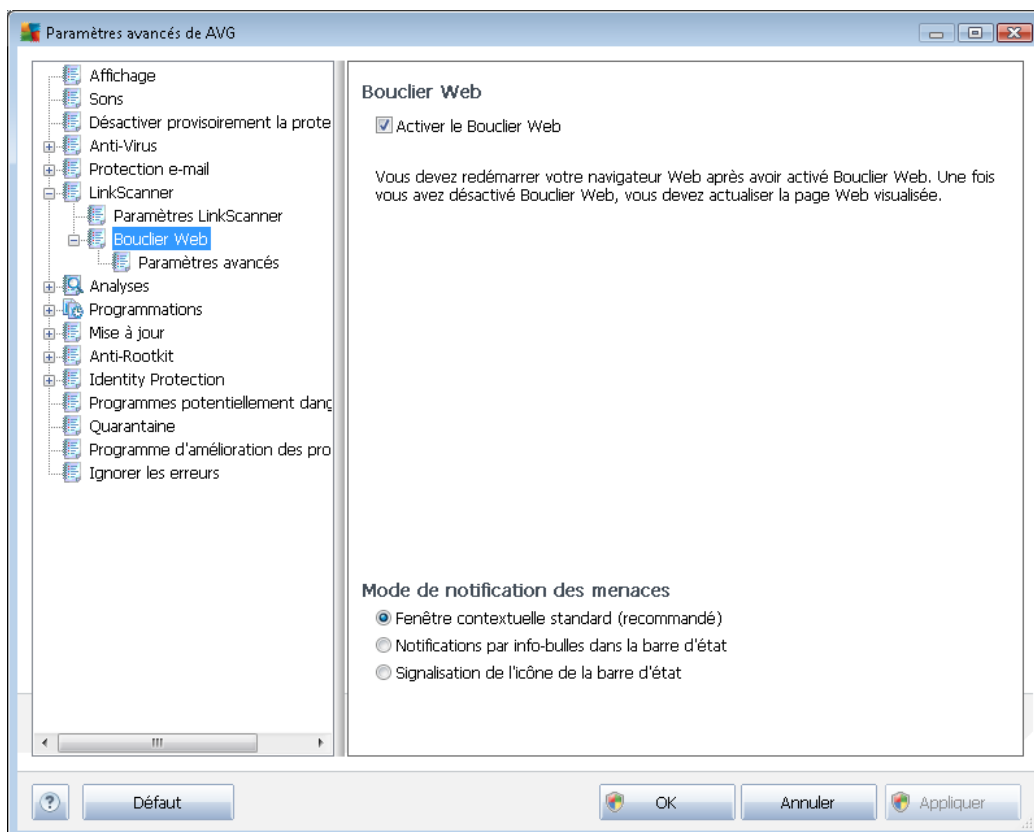 Paramètres avancés de AVG
Affichage
Sons
Désactiver provisoirement la prote
Anti-Virus
Protection e-mail
LinkScanner
Paramètres LinkScanner
Bouclier Web
Paramètres avancés
Analyses
Programmations
Mise à jour
Anti-Rootkit
Identity Protection
Programmes potentiellement dang
Quarantaine
Programme d'amélioration des pro
Ignorer les erreurs
Bouclier Web
Activer le Bouclier Web
Vous devez redémarrer votre navigateur Web après avoir activé Bouclier Web. Une fois
vous avez désactivé Bouclier Web, vous devez actualiser la page Web visualisée.
Mode de notification des menaces
Fenêtre contextuelle standard (recommandé)
Notifications par info-bulles dans la barre d'état
Signalisation de l'icône de la barre d'état
?
Défaut
OK
Annuler
Appliquer